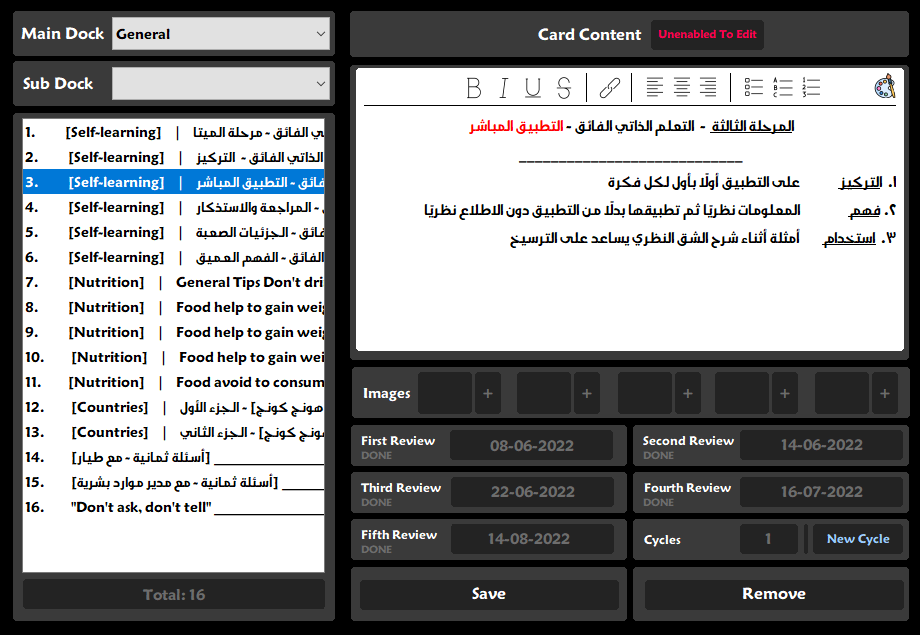 Main Dock General
Sub Dock
1. [Self-learning] | ي الفائق - مرحلة الميتا
2. [Self-learning] | الذاتي الفائق - التركيز
3. [Self-learning] | فائق - التطبيق المباشر
4. [Self-learning] | - المراجعة والاستذكار
5. [Self-learning] | الفائق - الجزئيات الصعبة
6. [Self-learning] | الفائق - الفهم العميق
7. [Nutrition] | General Tips Don't dri
8. [Nutrition] | Food help to gain weig
9. [Nutrition] | Food help to gain weig
10. [Nutrition] | Food help to gain wei
11. [Nutrition] | Food avoid to consum
12. [Countries] | هونج كونج] - الجزء الأول
13. [Countries] | هونج كونج] - الجزء الثاني
14. [أسئلة ثمانية - مع طيار] ______________
15. [أسئلة ثمانية - مع مدير موارد بشرية] _____
16. "Don't ask, don't tell" ______________
Total: 16
Card Content Unenabled To Edit
B I U S
المرحلة الثالثة - التعلم الذاتي الفائق - التطبيق المباشر
____________________________
١. التركيز على التطبيق أولًا بأول لكل فكرة
٢. فهم المعلومات نظريًا ثم تطبيقها بدلًا من التطبيق دون الاطلاع نظريًا
٣. استخدام أمثلة أثناء شرح الشق النظري يساعد على الترسيخ
Images + + + + +
First Review DONE 08-06-2022
Second Review DONE 14-06-2022
Third Review DONE 22-06-2022
Fourth Review DONE 16-07-2022
Fifth Review DONE 14-08-2022
Cycles 1 New Cycle
Save
Remove